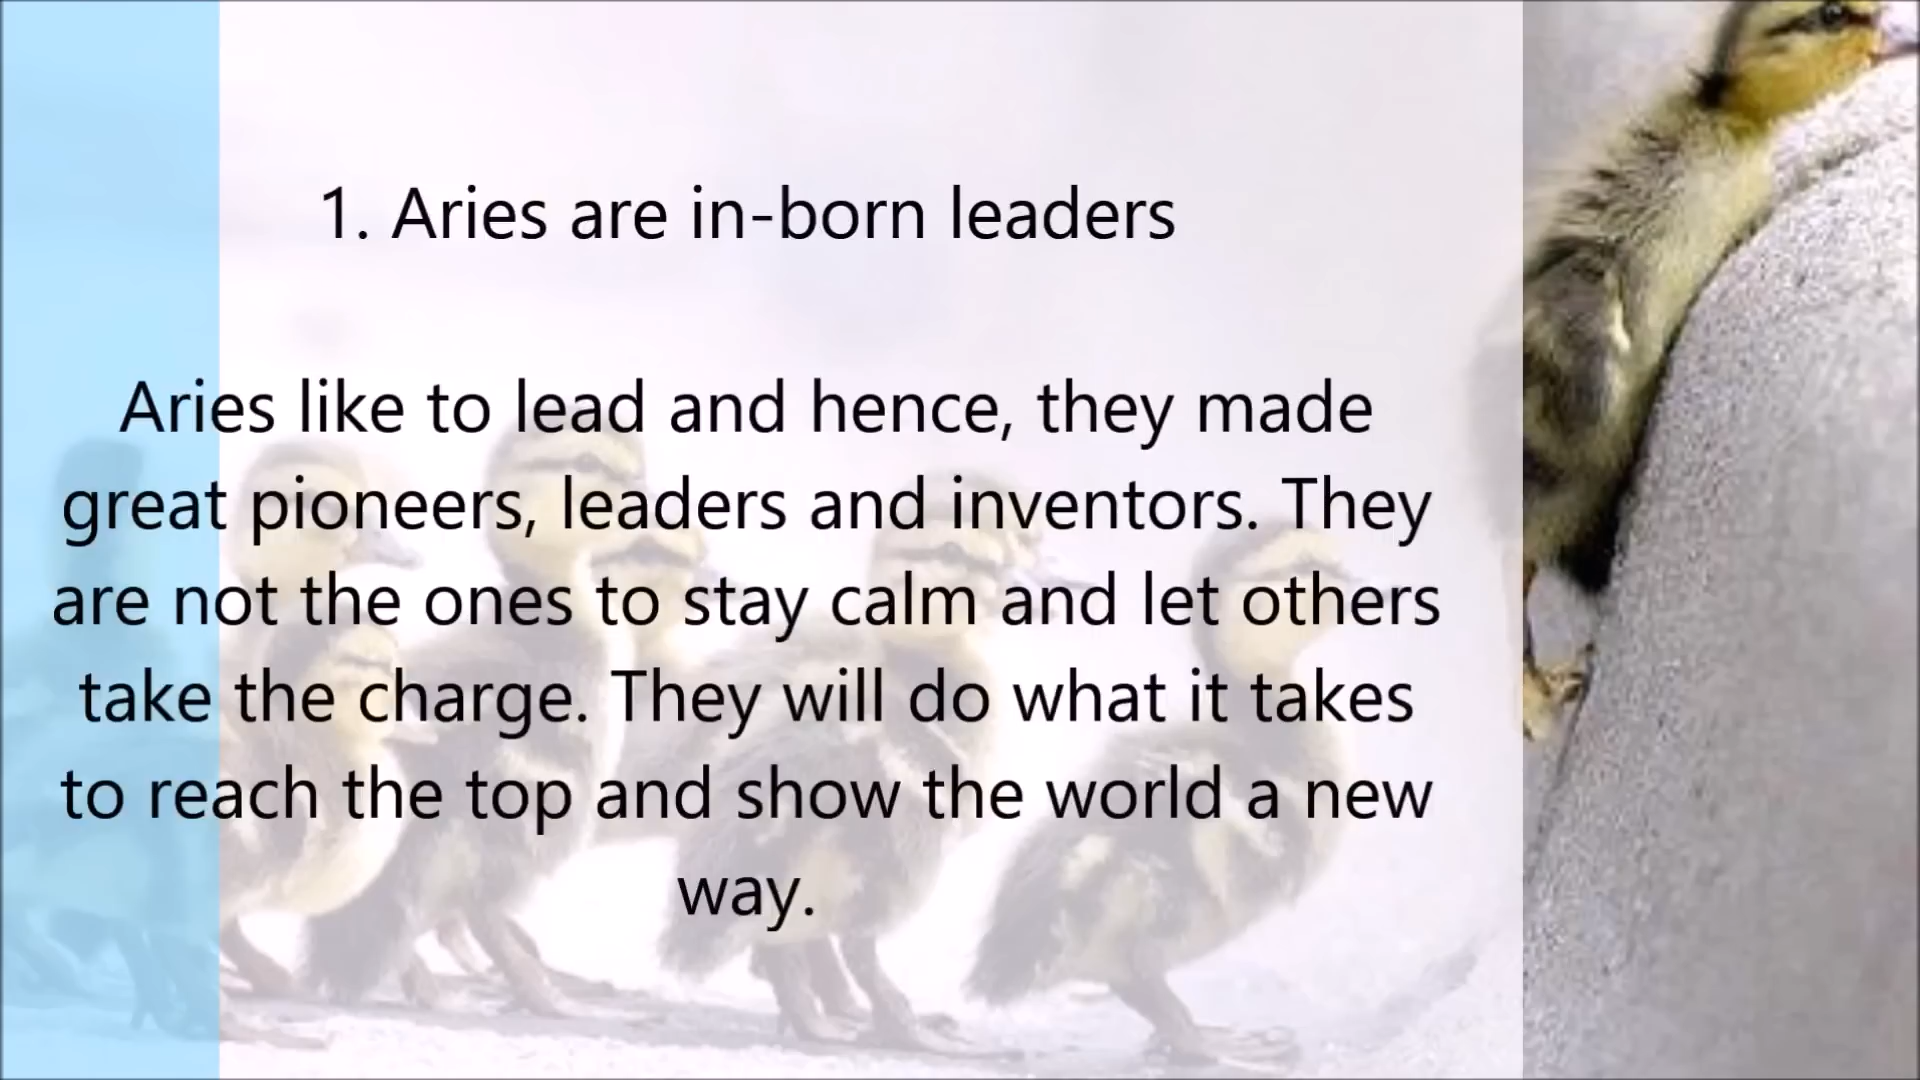 1. Aries are in-born leaders
Aries like to lead and hence, they made
great pioneers, leaders and inventors. They
are not the ones to stay calm and let others
take the charge. They will do what it takes
to reach the top and show the world a new
way.